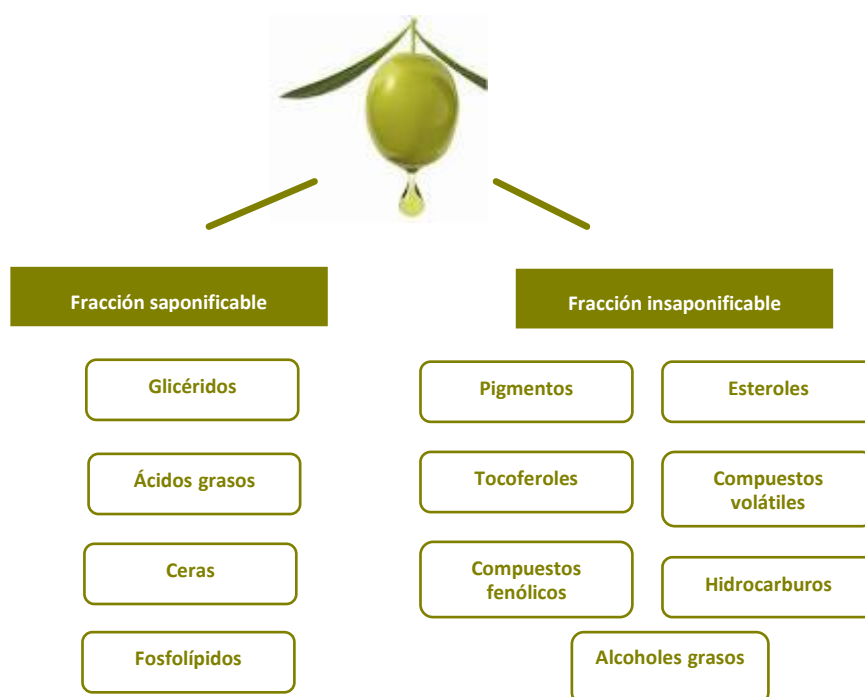 Fracción saponificable
Fracción insaponificable
Glicéridos
Pigmentos
Esteroles
Ácidos grasos
Tocoferoles
Compuestos
volátiles
Ceras
Compuestos
fenólicos
Hidrocarburos
Fosfolípidos
Alcoholes grasos